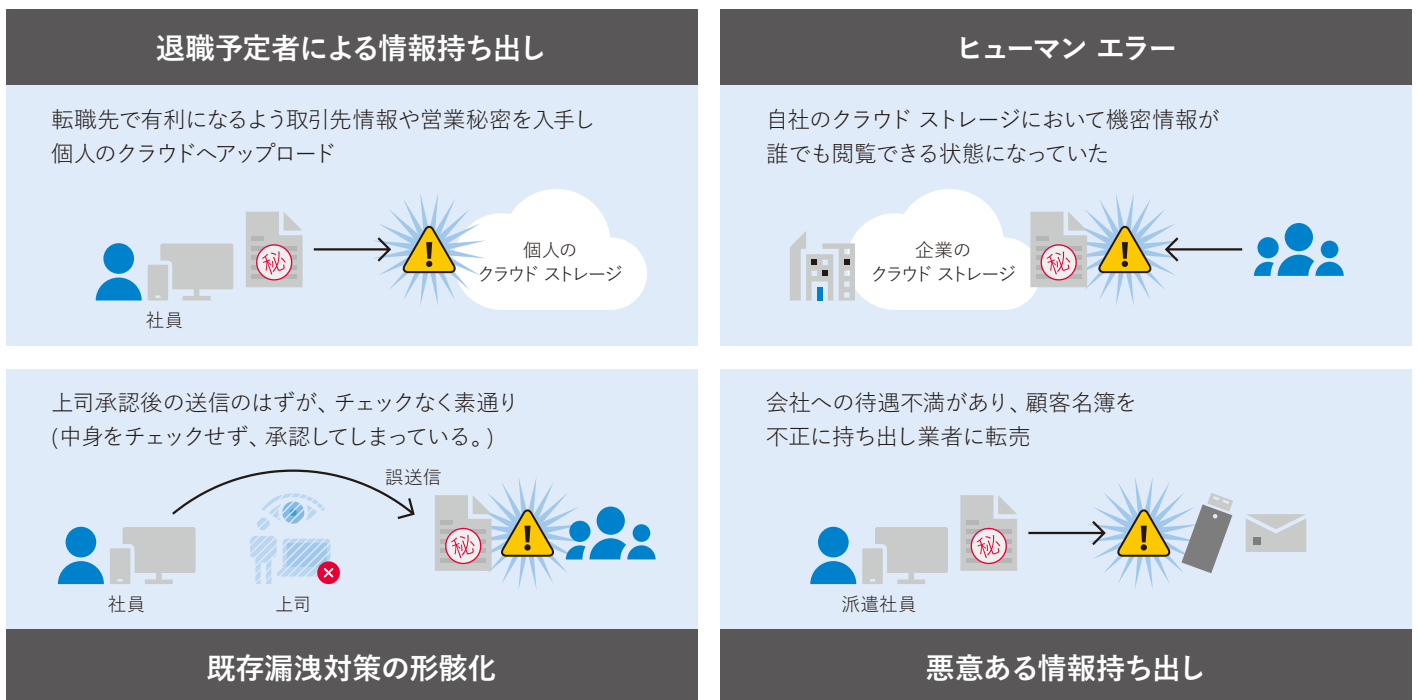 退職予定者による情報持ち出し
転職先で有利になるよう取引先情報や営業秘密を入手し
個人のクラウドへアップロード
秘
個人の
クラウド ストレージ
社員
ヒューマン エラー
自社のクラウド ストレージにおいて機密情報が
誰でも閲覧できる状態になっていた
企業の
クラウド ストレージ
秘
上司承認後の送信のはずが、チェックなく素通り
(中身をチェックせず、承認してしまっている。)
誤送信
秘
社員
上司
既存漏洩対策の形骸化
会社への待遇不満があり、顧客名簿を
不正に持ち出し業者に転売
秘
派遣社員
悪意ある情報持ち出し